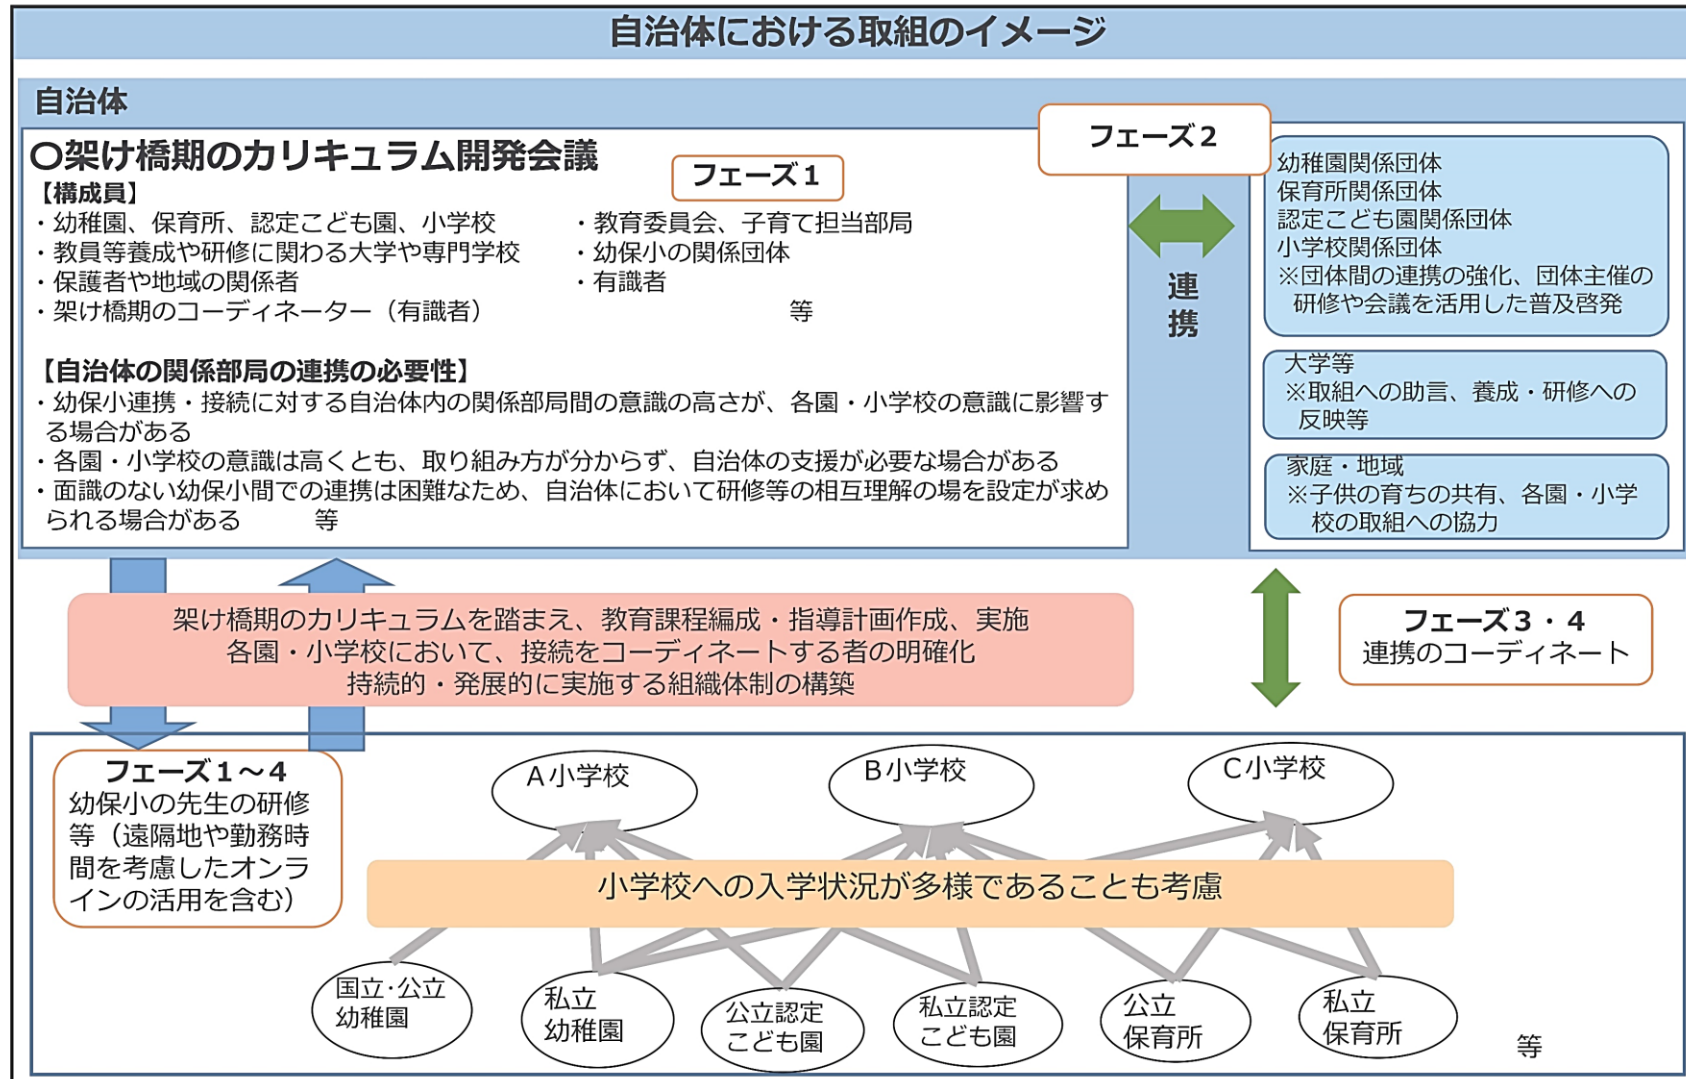 自治体における取組のイメージ
自治体
〇架け橋期のカリキュラム開発会議
フェーズ１
【構成員】
・幼稚園、保育所、認定こども園、小学校
・教員等養成や研修に関わる大学や専門学校
・保護者や地域の関係者
・架け橋期のコーディネーター（有識者）
・教育委員会、子育て担当部局
・幼保小の関係団体
・有識者
等
【自治体の関係部局の連携の必要性】
・幼保小連携・接続に対する自治体内の関係部局間の意識の高さが、各園・小学校の意識に影響す
る場合がある
・各園・小学校の意識は高くとも、取り組み方が分からず、自治体の支援が必要な場合がある
・面識のない幼保小間での連携は困難なため、自治体において研修等の相互理解の場を設定が求め
られる場合がある　　　等
フェーズ２
連
携
幼稚園関係団体
保育所関係団体
認定こども園関係団体
小学校関係団体
※団体間の連携の強化、団体主催の
研修や会議を活用した普及啓発
大学等
※取組への助言、養成・研修への
反映等
家庭・地域
※子供の育ちの共有、各園・小学
校の取組への協力
架け橋期のカリキュラムを踏まえ、教育課程編成・指導計画作成、実施
各園・小学校において、接続をコーディネートする者の明確化
持続的・発展的に実施する組織体制の構築
フェーズ３・４
連携のコーディネート
フェーズ１～４
幼保小の先生の研修
等（遠隔地や勤務時
間を考慮したオンラ
インの活用を含む）
Ａ小学校
Ｂ小学校
Ｃ小学校
小学校への入学状況が多様であることも考慮
国立・公立
幼稚園
私立
幼稚園
公立認定
こども園
私立認定
こども園
公立
保育所
私立
保育所
等